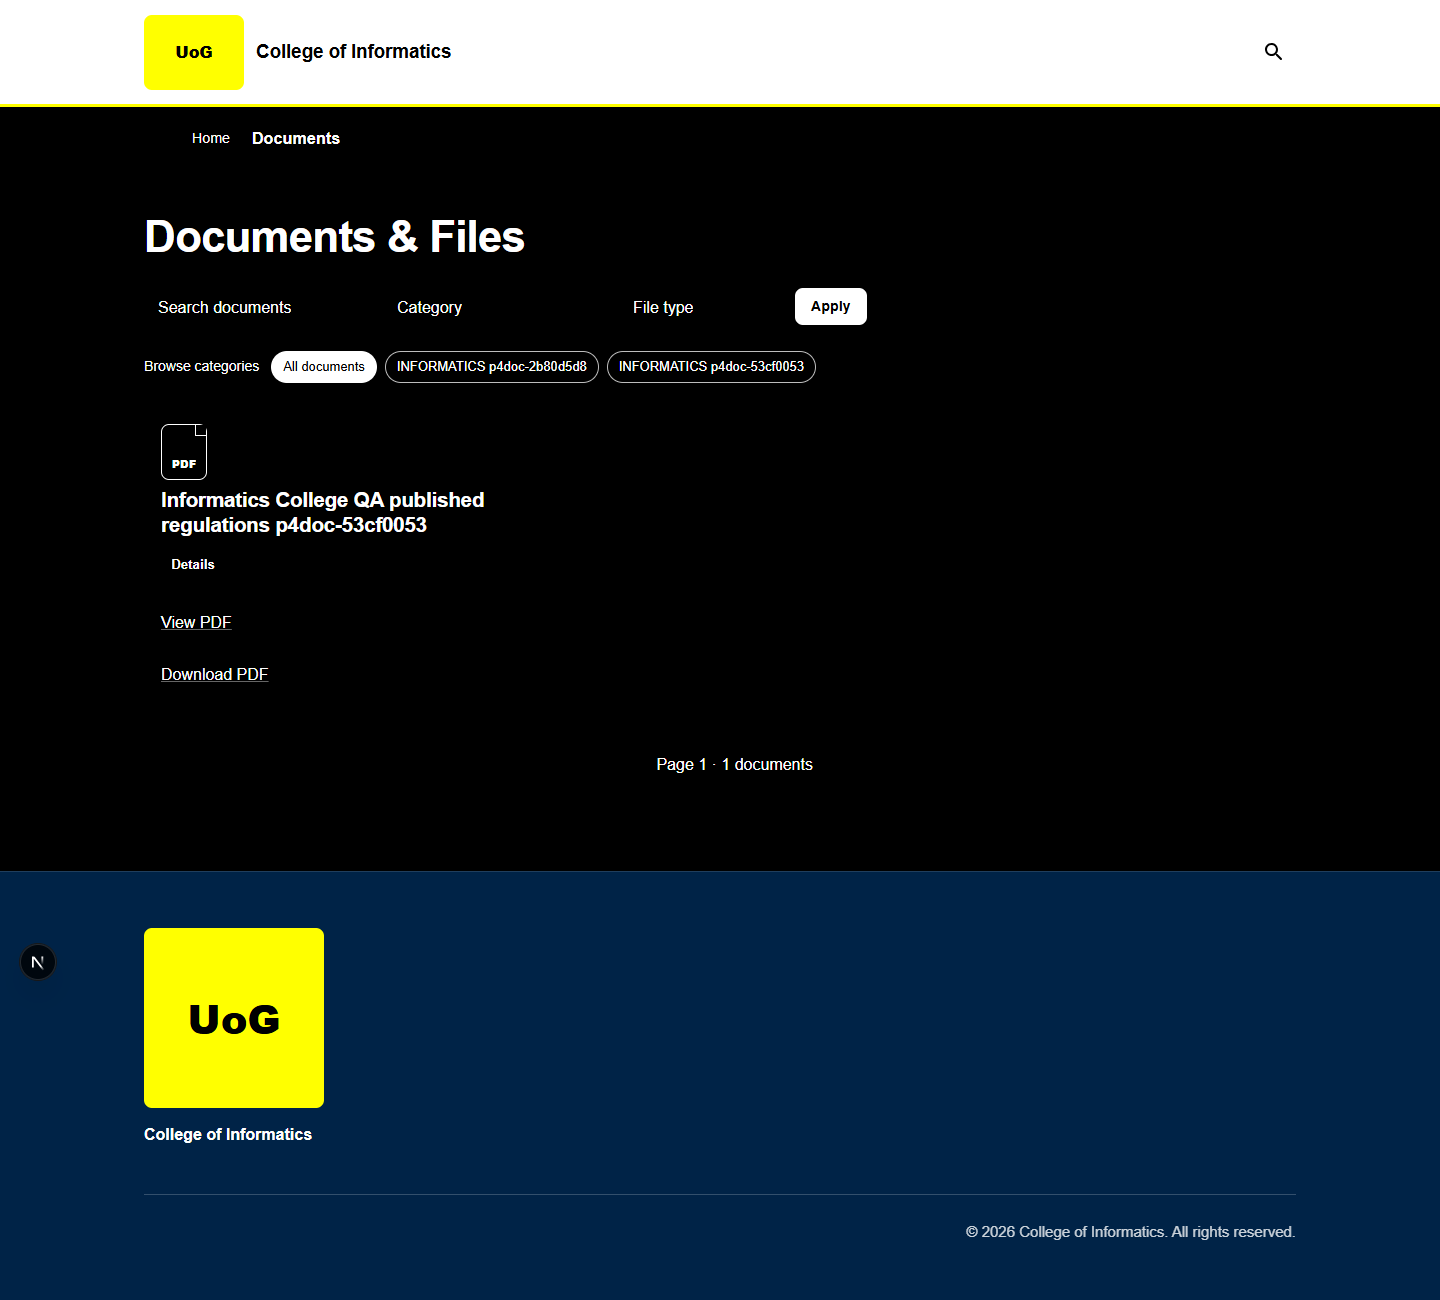 UoG
College of Informatics
Home
Documents
Documents & Files
Search documents
Category
File type
Apply
Browse categories
All documents
INFORMATICS p4doc-2b80d5d8
INFORMATICS p4doc-53cf0053
PDF
Informatics College QA published
regulations p4doc-53cf0053
Details
View PDF
Download PDF
Page 1 · 1 documents
N
UoG
College of Informatics
© 2026 College of Informatics. All rights reserved.